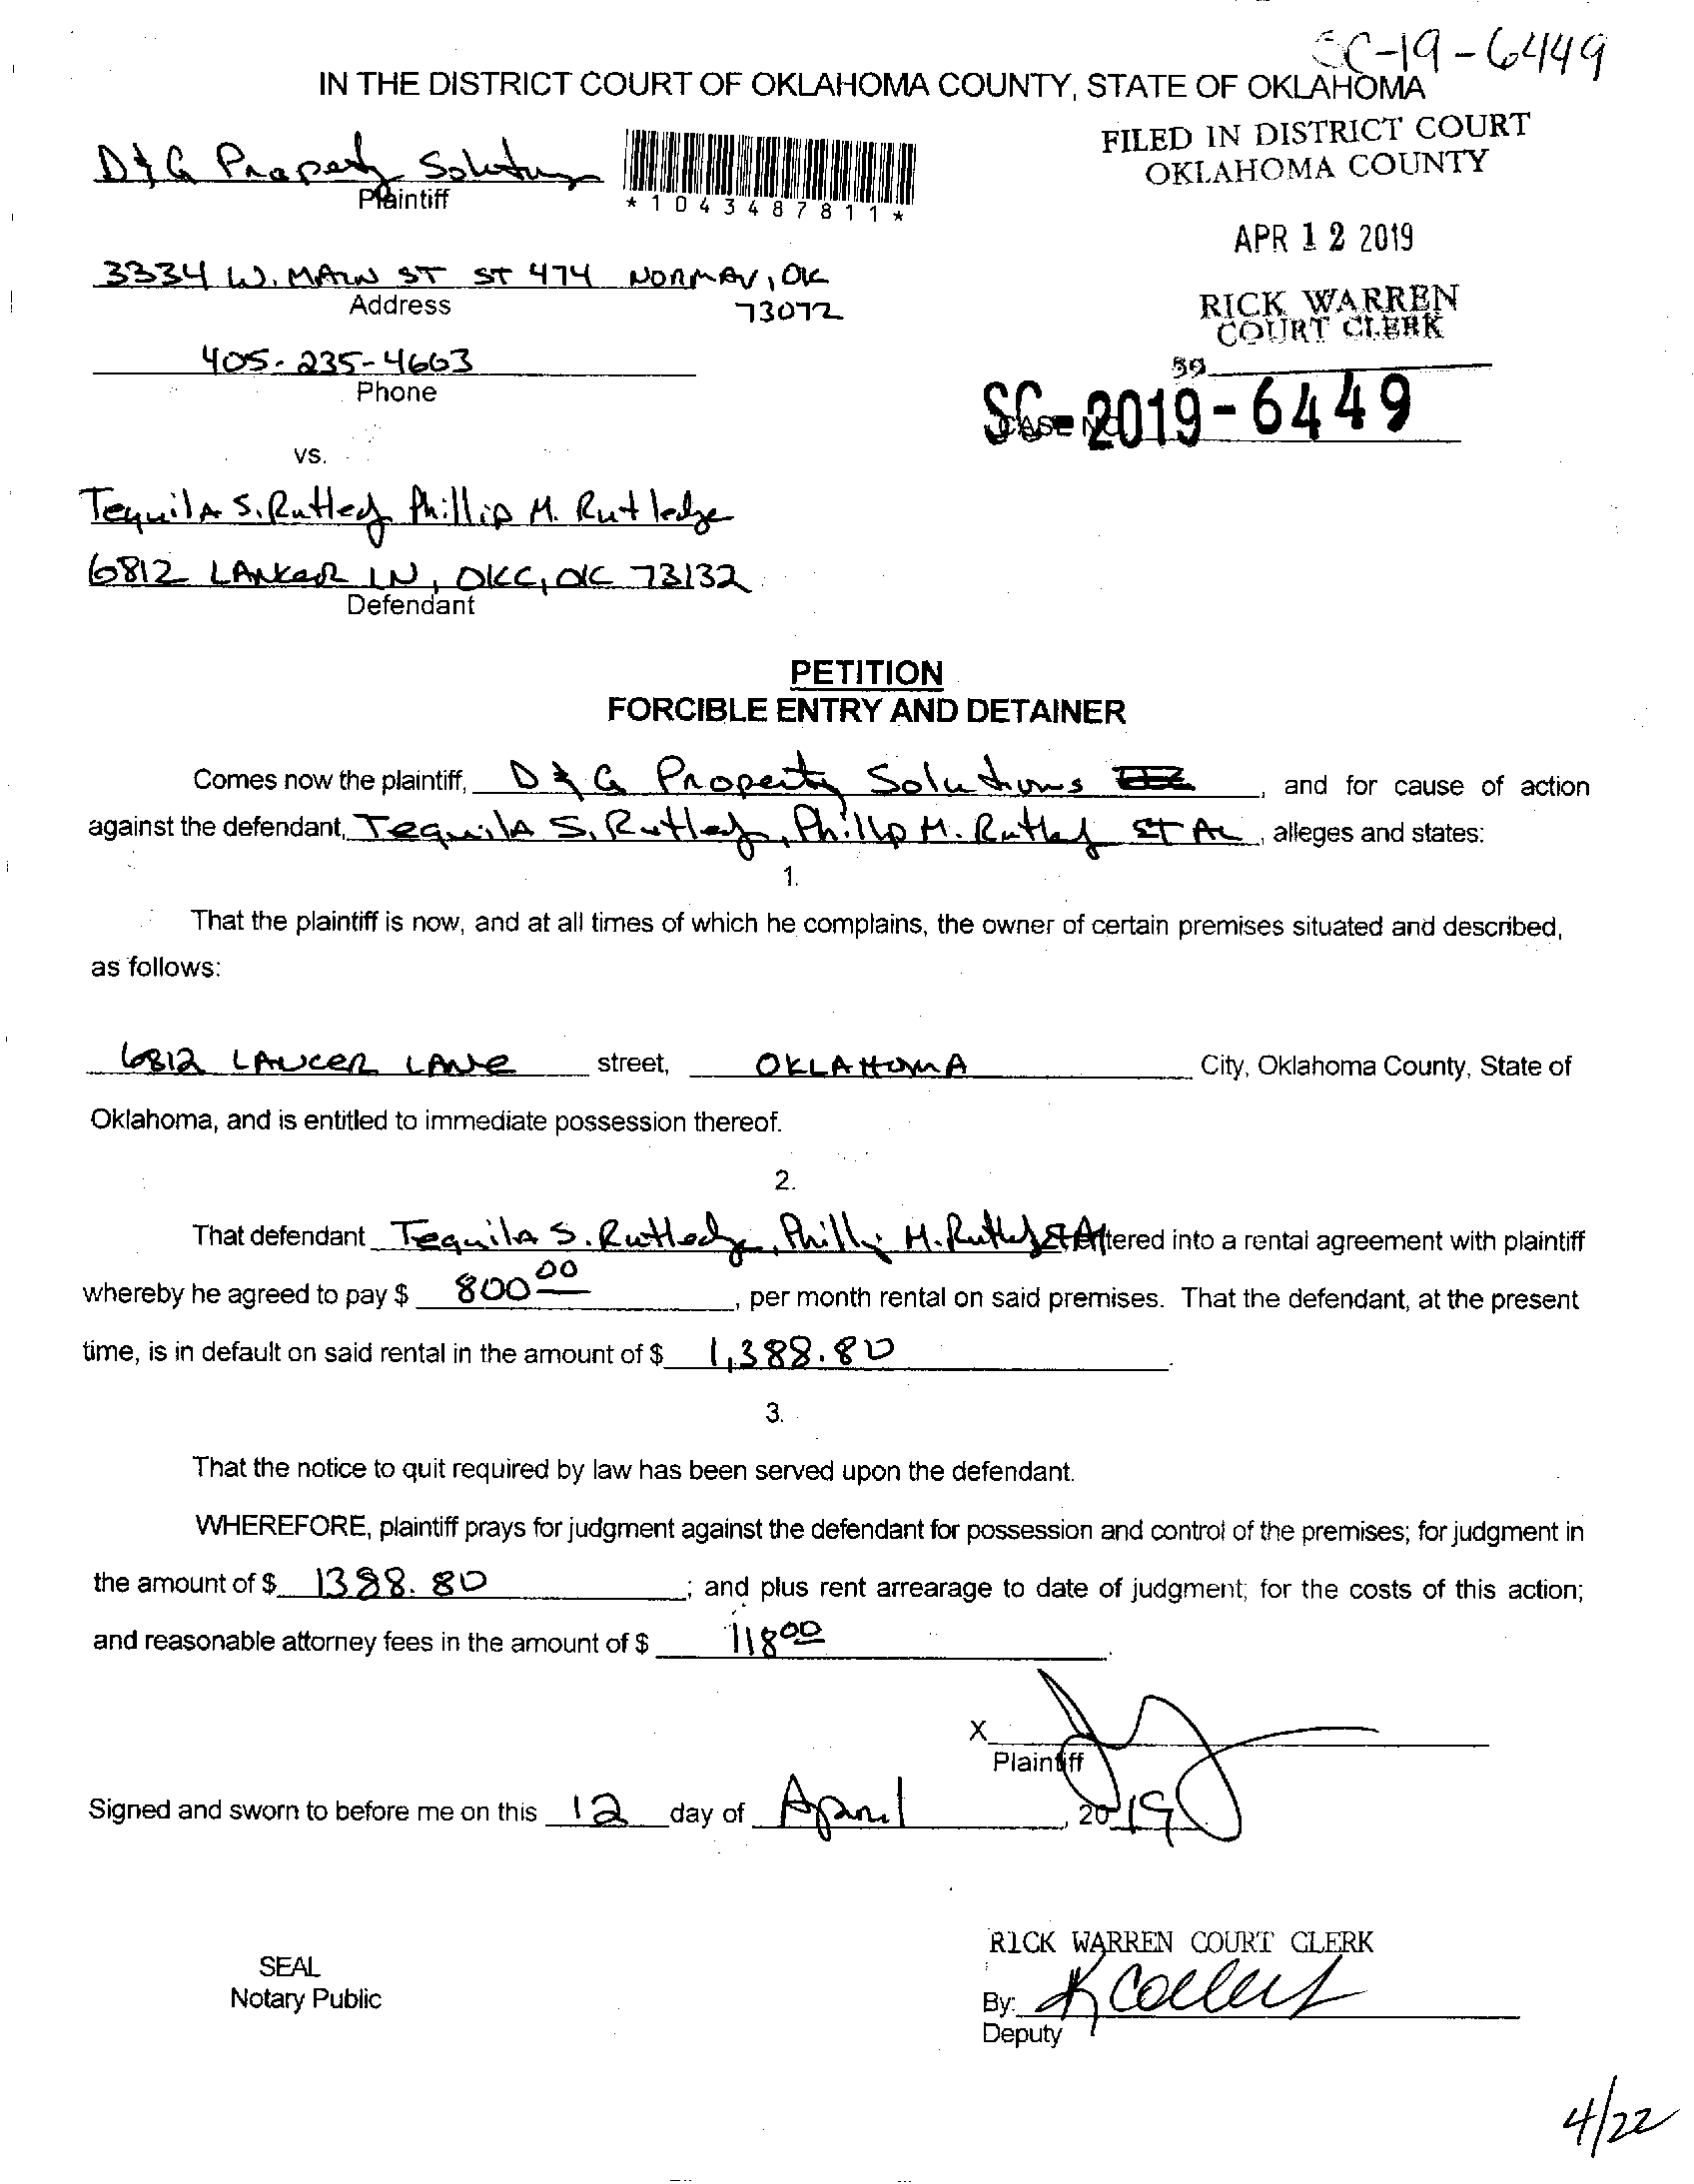 SC-19-6449
IN THE DISTRICT COURT OF OKLAHOMA COUNTY, STATE OF OKLAHOMA
FILED IN DISTRICT COURT
OKLAHOMA COUNTY
D & G Property Solutions
Plaintiff
*1043487811*
APR 12 2019
3334 W. MAIN ST ST 474 NORMAN, OK
Address
73072
RICK WARREN
COURT CLERK
405-235-4663
Phone
39
SC-2019-6449
CASE NO.
vs.
Tequila S. Rutledg Phillip M. Rutledge
6812 LANCER LN, OKC, OK 73132
Defendant
PETITION
FORCIBLE ENTRY AND DETAINER
Comes now the plaintiff, D & G Property Solutions, and for cause of action
against the defendant, Tequila S. Rutledg, Phillip M. Rutledg ET AL, alleges and states:
1.
That the plaintiff is now, and at all times of which he complains, the owner of certain premises situated and described,
as follows:
6812 LANCER LANE street, OKLAHOMA City, Oklahoma County, State of
Oklahoma, and is entitled to immediate possession thereof.
2.
That defendant Tequila S. Rutledge, Phillip M. Rutledg ET AL tered into a rental agreement with plaintiff
whereby he agreed to pay $ 800.00, per month rental on said premises. That the defendant, at the present
time, is in default on said rental in the amount of $ 1,388.80.
3.
That the notice to quit required by law has been served upon the defendant.
WHEREFORE, plaintiff prays for judgment against the defendant for possession and control of the premises; for judgment in
the amount of $ 1388.80; and plus rent arrearage to date of judgment; for the costs of this action;
and reasonable attorney fees in the amount of $ 118.00.
X
Plaintiff
Signed and sworn to before me on this 12 day of April, 2019.
RICK WARREN COURT CLERK
SEAL
Notary Public
By:
Deputy
4/22